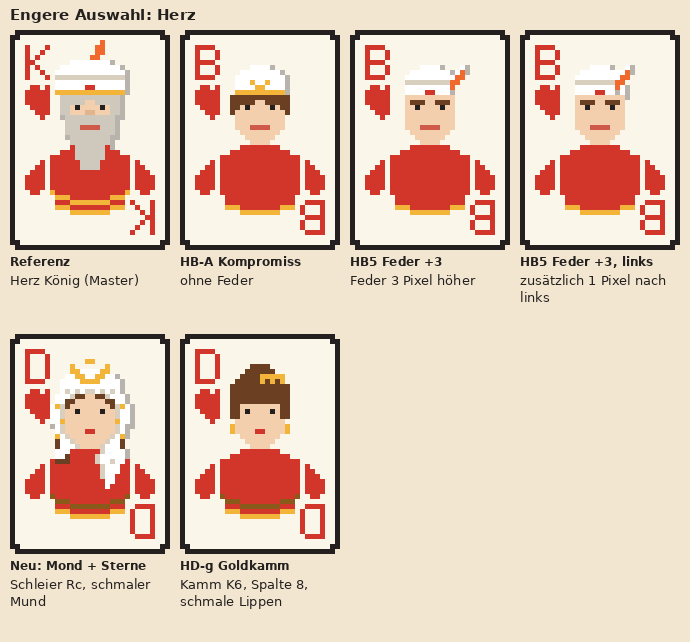 Engere Auswahl: Herz
K
B
B
B
K
B
B
B
Referenz
Herz König (Master)
HB-A Kompromiss
ohne Feder
HB5 Feder +3
Feder 3 Pixel höher
HB5 Feder +3, links
zusätzlich 1 Pixel nach
links
D
D
D
D
Neu: Mond + Sterne
Schleier Rc, schmaler
Mund
HD-g Goldkamm
Kamm K6, Spalte 8,
schmale Lippen